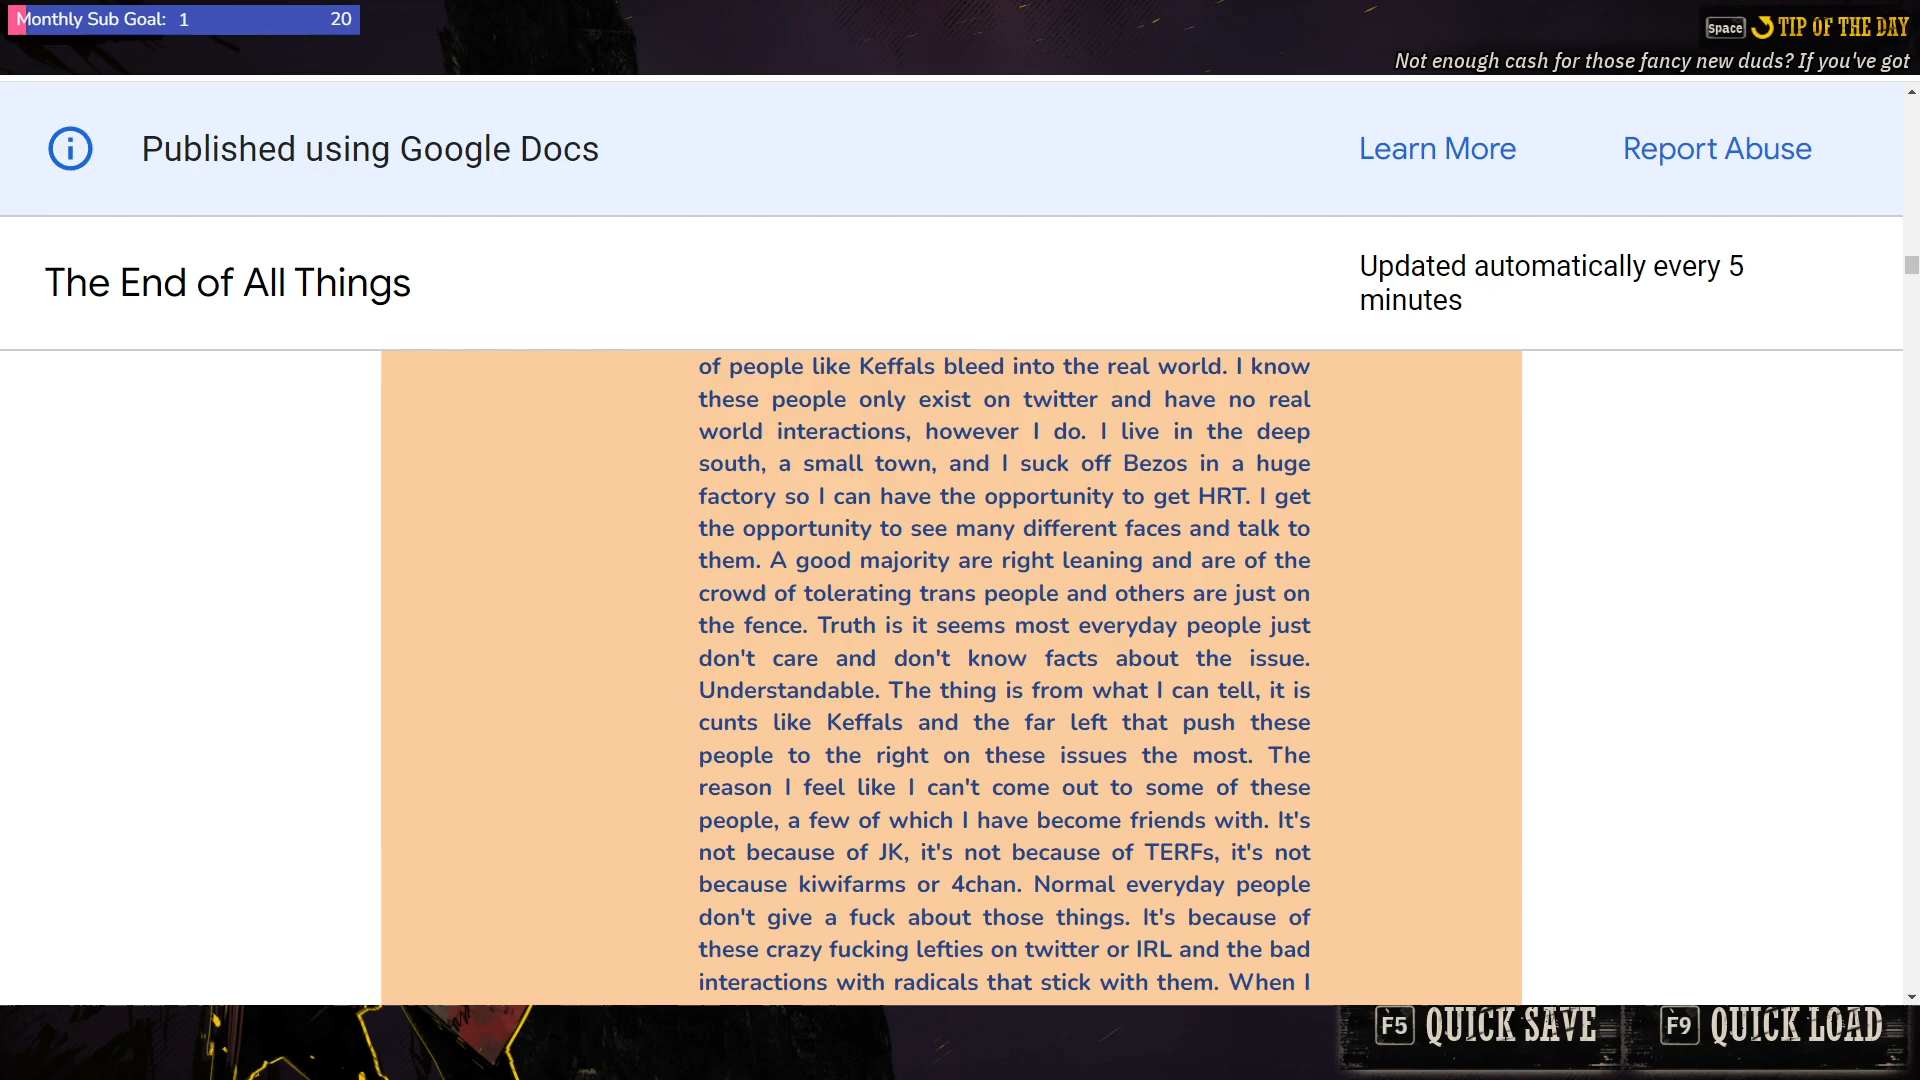 Monthly Sub Goal: 1 20
Space TIP OF THE DAY
Not enough cash for those fancy new duds? If you've got
Published using Google Docs
Learn More
Report Abuse
The End of All Things
Updated automatically every 5
minutes
of people like Keffals bleed into the real world. I know
these people only exist on twitter and have no real
world interactions, however I do. I live in the deep
south, a small town, and I suck off Bezos in a huge
factory so I can have the opportunity to get HRT. I get
the opportunity to see many different faces and talk to
them. A good majority are right leaning and are of the
crowd of tolerating trans people and others are just on
the fence. Truth is it seems most everyday people just
don't care and don't know facts about the issue.
Understandable. The thing is from what I can tell, it is
cunts like Keffals and the far left that push these
people to the right on these issues the most. The
reason I feel like I can't come out to some of these
people, a few of which I have become friends with. It's
not because of JK, it's not because of TERFs, it's not
because kiwifarms or 4chan. Normal everyday people
don't give a fuck about those things. It's because of
these crazy fucking lefties on twitter or IRL and the bad
interactions with radicals that stick with them. When I
F5 QUICK SAVE
F9 QUICK LOAD